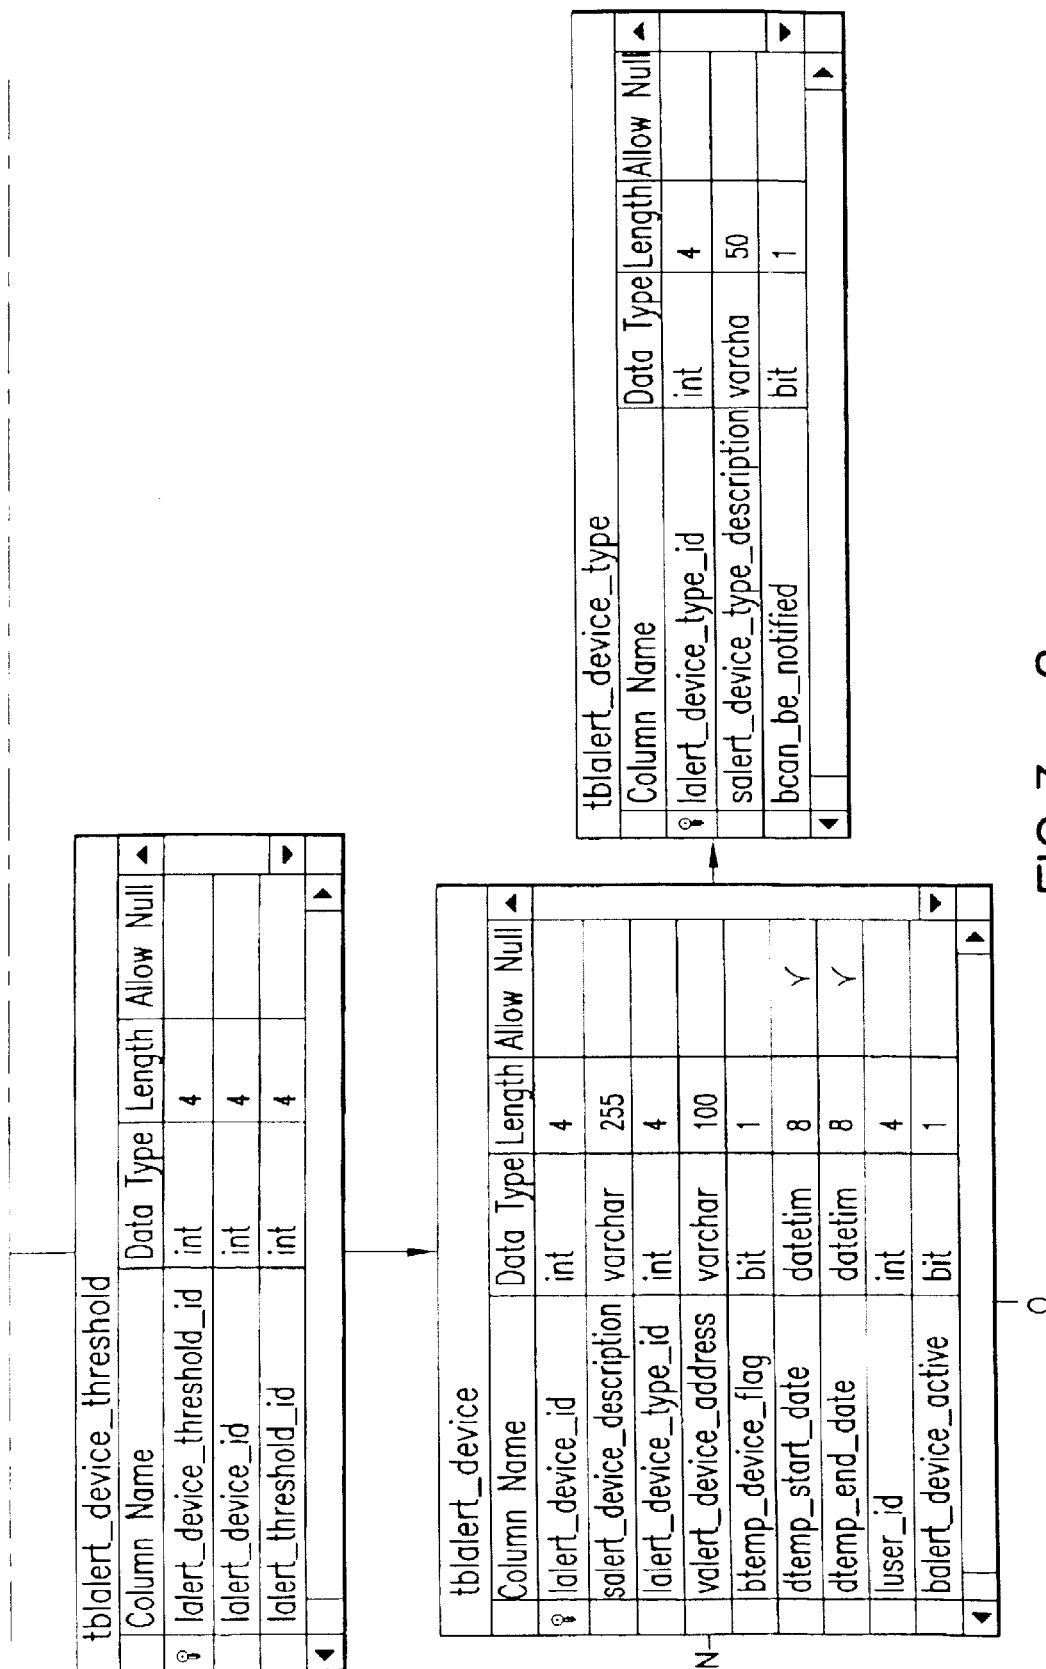 tblalert_device_threshold
Column Name Data Type Length Allow Null
lalert_device_threshold_id int 4
lalert_device_id int 4
lalert_threshold_id int 4
tblalert_device
Column Name Data Type Length Allow Null
lalert_device_id int 4
salert_device_description varchar 255
lalert_device_type_id int 4
valert_device_address varchar 100
btemp_device_flag bit 1
dtemp_start_date datetim 8 Y
dtemp_end_date datetim 8 Y
luser_id int 4
balert_device_active bit 1
N
O
tblalert_device_type
Column Name Data Type Length Allow Null
lalert_device_type_id int 4
salert_device_type_description varcha 50
bcan_be_notified bit 1